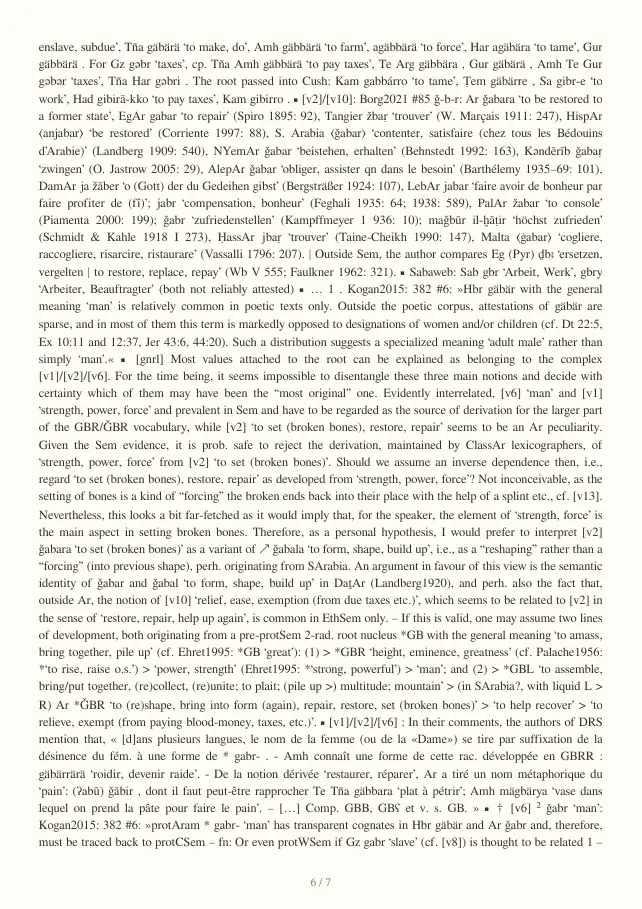 enslave, subdue’, Tña gäbärä ‘to make, do’, Amh gäbbärä ‘to farm’, agäbbärä ‘to force’, Har agäbära ‘to tame’, Gur
gäbbärä . For Gz gəbr ‘taxes’, cp. Tña Amh gäbbärä ‘to pay taxes’, Te Arg gäbbära , Gur gäbärä , Amh Te Gur
gəbər ‘taxes’, Tña Har gəbri . The root passed into Cush: Kam gabbárro ‘to tame’, Ṭem gäbärre , Sa gibr-e ‘to
work’, Had gibirā-kko ‘to pay taxes’, Kam gibirro . ▪ [v2]/[v10]: Borg2021 #85 ǧ-b-r: Ar ǧabara ‘to be restored to
a former state’, EgAr gabar ‘to repair’ (Spiro 1895: 92), Tangier žbaṛ ‘trouver’ (W. Marçais 1911: 247), HispAr
〈anjabar〉 ‘be restored’ (Corriente 1997: 88), S. Arabia 〈ǧabar〉 ‘contenter, satisfaire (chez tous les Bédouins
d’Arabie)’ (Landberg 1909: 540), NYemAr ǧabar ‘beistehen, erhalten’ (Behnstedt 1992: 163), Kəndērīb ǧabaṛ
‘zwingen’ (O. Jastrow 2005: 29), AlepAr ǧabar ‘obliger, assister qn dans le besoin’ (Barthélemy 1935–69: 101),
DamAr ja žāber ‘o (Gott) der du Gedeihen gibst’ (Bergsträßer 1924: 107), LebAr jabar ‘faire avoir de bonheur par
faire profiter de (fī)’; jabr ‘compensation, bonheur’ (Feghali 1935: 64; 1938: 589), PalAr žabar ‘to console’
(Piamenta 2000: 199); ǧabr ‘zufriedenstellen’ (Kampffmeyer 1 936: 10); maǧbūr il-ḫāṭir ‘höchst zufrieden’
(Schmidt & Kahle 1918 I 273), ḤassAr jbaṛ ‘trouver’ (Taine-Cheikh 1990: 147), Malta 〈ġabar〉 ‘cogliere,
raccogliere, risarcire, ristaurare’ (Vassalli 1796: 207). | Outside Sem, the author compares Eg (Pyr) ḏbꜣ ‘ersetzen,
vergelten | to restore, replace, repay’ (Wb V 555; Faulkner 1962: 321). ▪ Sabaweb: Sab gbr ‘Arbeit, Werk’, gbry
‘Arbeiter, Beauftragter’ (both not reliably attested) ▪ … 1 . Kogan2015: 382 #6: »Hbr gäbär with the general
meaning ‘man’ is relatively common in poetic texts only. Outside the poetic corpus, attestations of gäbär are
sparse, and in most of them this term is markedly opposed to designations of women and/or children (cf. Dt 22:5,
Ex 10:11 and 12:37, Jer 43:6, 44:20). Such a distribution suggests a specialized meaning ‘adult male’ rather than
simply ‘man’.« ▪ [gnrl] Most values attached to the root can be explained as belonging to the complex
[v1]/[v2]/[v6]. For the time being, it seems impossible to disentangle these three main notions and decide with
certainty which of them may have been the “most original” one. Evidently interrelated, [v6] ‘man’ and [v1]
‘strength, power, force’ and prevalent in Sem and have to be regarded as the source of derivation for the larger part
of the GBR/ǦBR vocabulary, while [v2] ‘to set (broken bones), restore, repair’ seems to be an Ar peculiarity.
Given the Sem evidence, it is prob. safe to reject the derivation, maintained by ClassAr lexicographers, of
‘strength, power, force’ from [v2] ‘to set (broken bones)’. Should we assume an inverse dependence then, i.e.,
regard ‘to set (broken bones), restore, repair’ as developed from ‘strength, power, force’? Not inconceivable, as the
setting of bones is a kind of “forcing” the broken ends back into their place with the help of a splint etc., cf. [v13].
Nevertheless, this looks a bit far-fetched as it would imply that, for the speaker, the element of ‘strength, force’ is
the main aspect in setting broken bones. Therefore, as a personal hypothesis, I would prefer to interpret [v2]
ǧabara ‘to set (broken bones)’ as a variant of ↗ ǧabala ‘to form, shape, build up’, i.e., as a “reshaping” rather than a
“forcing” (into previous shape), perh. originating from SArabia. An argument in favour of this view is the semantic
identity of ǧabar and ǧabal ‘to form, shape, build up’ in DaṯAr (Landberg1920), and perh. also the fact that,
outside Ar, the notion of [v10] ‘relief, ease, exemption (from due taxes etc.)’, which seems to be related to [v2] in
the sense of ‘restore, repair, help up again’, is common in EthSem only. – If this is valid, one may assume two lines
of development, both originating from a pre-protSem 2-rad. root nucleus *GB with the general meaning ‘to amass,
bring together, pile up’ (cf. Ehret1995: *GB ‘great’): (1) > *GBR ‘height, eminence, greatness’ (cf. Palache1956:
*‘to rise, raise o.s.’) > ‘power, strength’ (Ehret1995: *‘strong, powerful’) > ‘man’; and (2) > *GBL ‘to assemble,
bring/put together, (re)collect, (re)unite; to plait; (pile up >) multitude; mountain’ > (in SArabia?, with liquid L >
R) Ar *ǦBR ‘to (re)shape, bring into form (again), repair, restore, set (broken bones)’ > ‘to help recover’ > ‘to
relieve, exempt (from paying blood-money, taxes, etc.)’. ▪ [v1]/[v2]/[v6] : In their comments, the authors of DRS
mention that, « [d]ans plusieurs langues, le nom de la femme (ou de la «Dame») se tire par suffixation de la
désinence du fém. à une forme de * gabr- . - Amh connaît une forme de cette rac. développée en GBRR :
gäbärrärä ‘roidir, devenir raide’. - De la notion dérivée ‘restaurer, réparer’, Ar a tiré un nom métaphorique du
‘pain’: (ʔabū) ǧābir , dont il faut peut-être rapprocher Te Tña gäbbara ‘plat à pétrir’; Amh mägbärya ‘vase dans
lequel on prend la pâte pour faire le pain’. – […] Comp. GBB, GBʕ et v. s. GB. » ▪ † [v6] ² ǧabr ‘man’:
Kogan2015: 382 #6: »protAram * gabr- ‘man’ has transparent cognates in Hbr gäbär and Ar ǧabr and, therefore,
must be traced back to protCSem – fn: Or even protWSem if Gz gabr ‘slave’ (cf. [v8]) is thought to be related 1 –
6 / 7